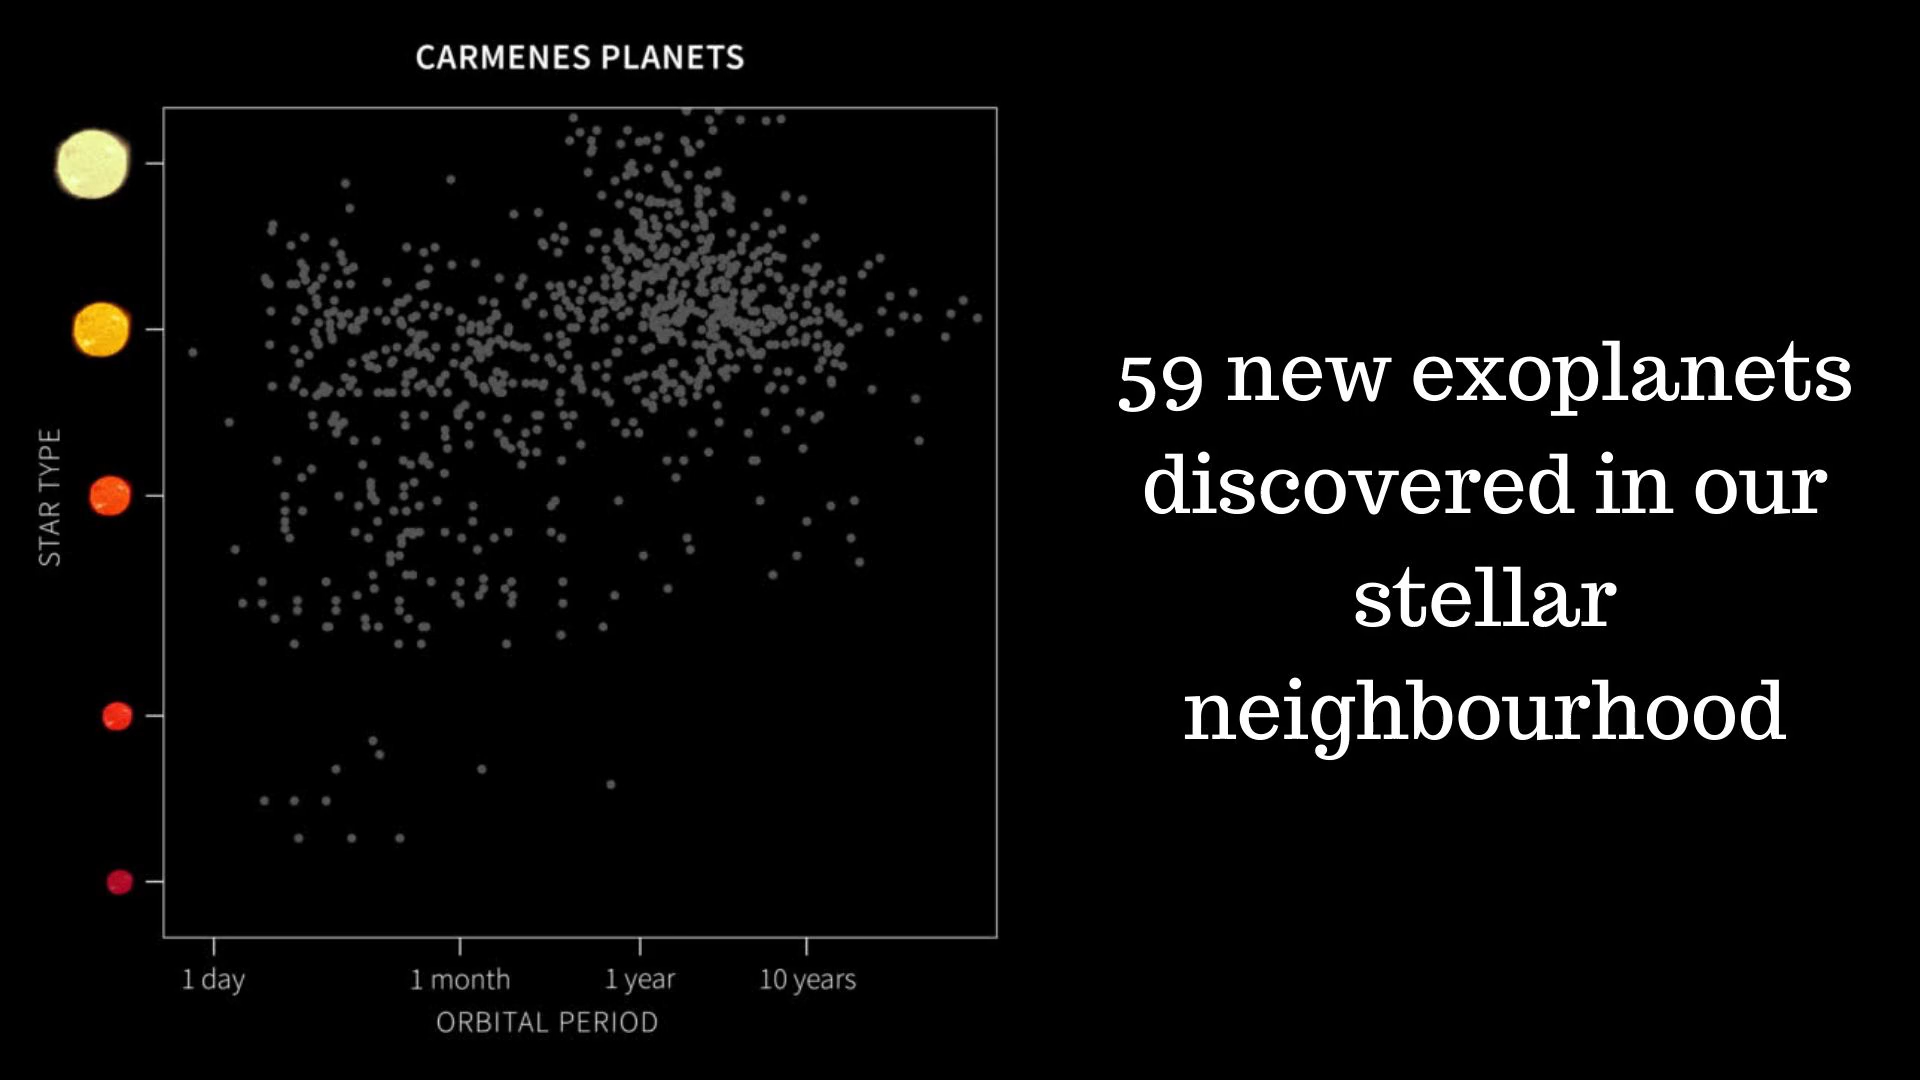 CARMENES PLANETS
STAR TYPE
1 day
1 month
1 year
10 years
ORBITAL PERIOD
59 new exoplanets
discovered in our
stellar
neighbourhood